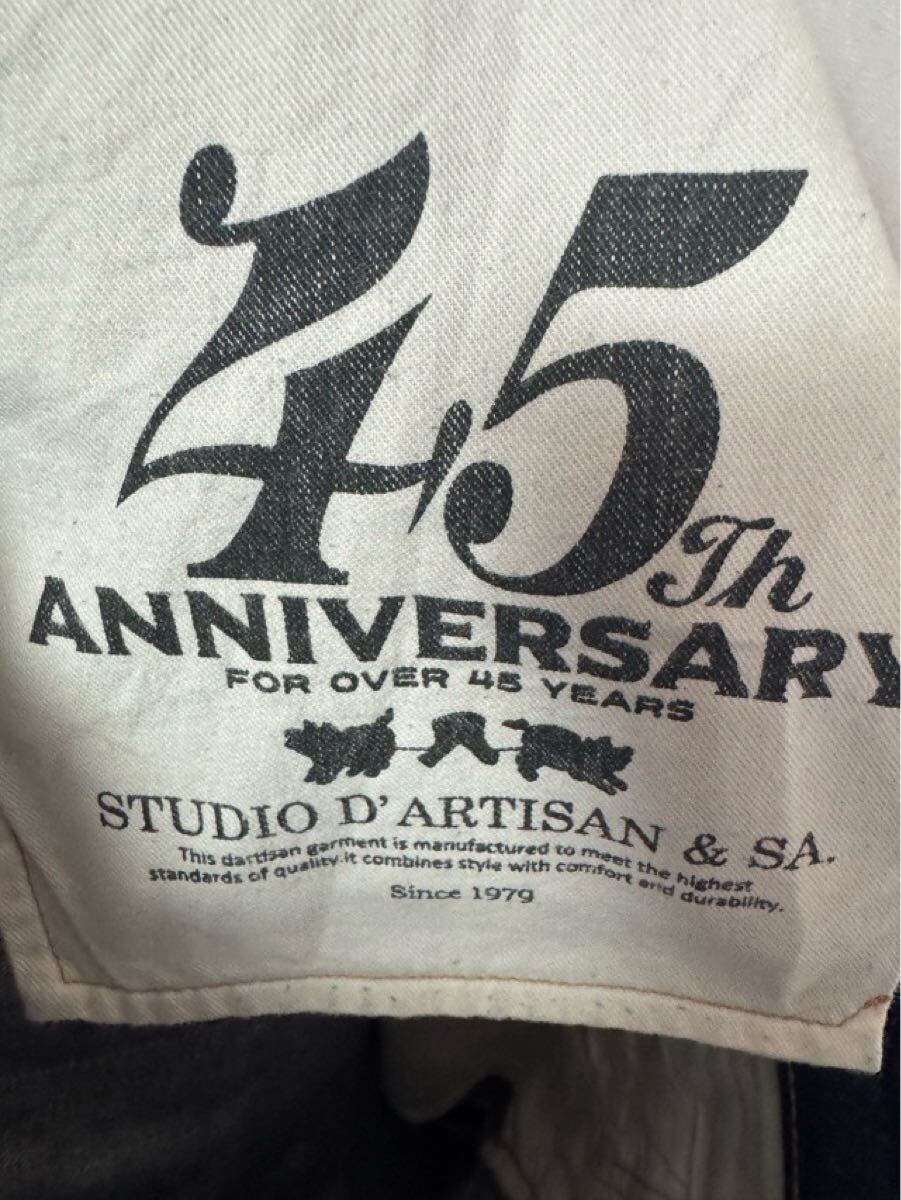 45Th
ANNIVERSARY
FOR OVER 45 YEARS
STUDIO D'ARTISAN & SA.
This dartisan garment is manufactured to meet the highest
standards of quality.It combines style with comfort and durability.
Since 1979